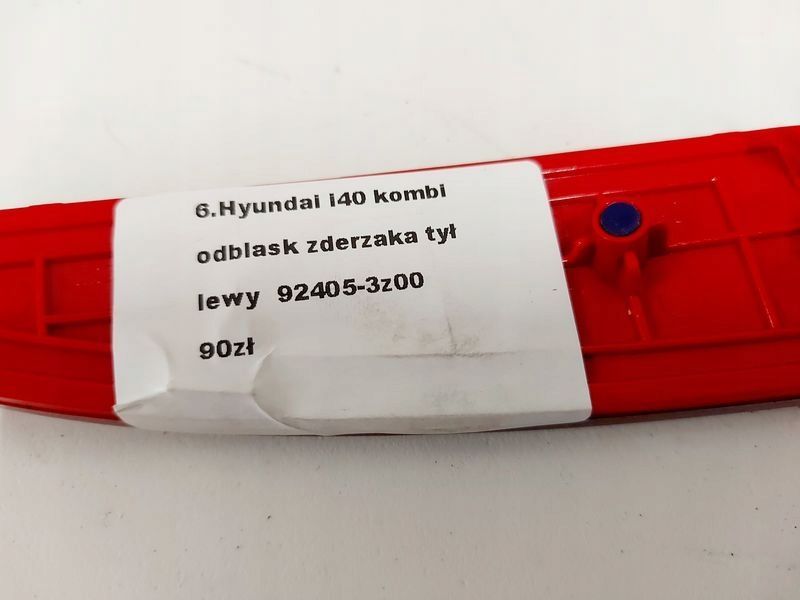 6.Hyundai i40 kombi
odblask zderzaka tył
lewy 92405-3z00
90zł